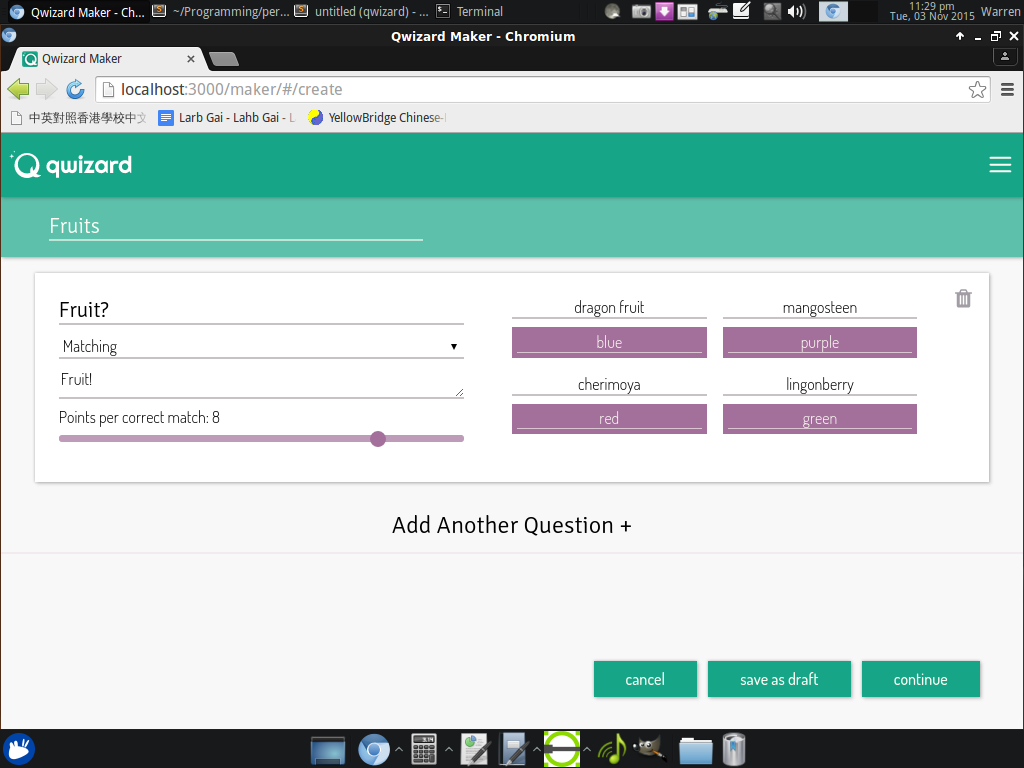 Qwizard Maker - Ch...
~/Programming/per...
untitled (qwizard) - ...
Terminal
11:29 pm
Tue, 03 Nov 2015
Warren
Qwizard Maker - Chromium
Qwizard Maker
localhost:3000/maker/#/create
中英對照香港學校中文
Larb Gai - Lahb Gai - L
YellowBridge Chinese-
qwizard
Fruits
Fruit?
Matching
Fruit!
Points per correct match: 8
dragon fruit
mangosteen
blue
purple
cherimoya
lingonberry
red
green
Add Another Question +
cancel
save as draft
continue